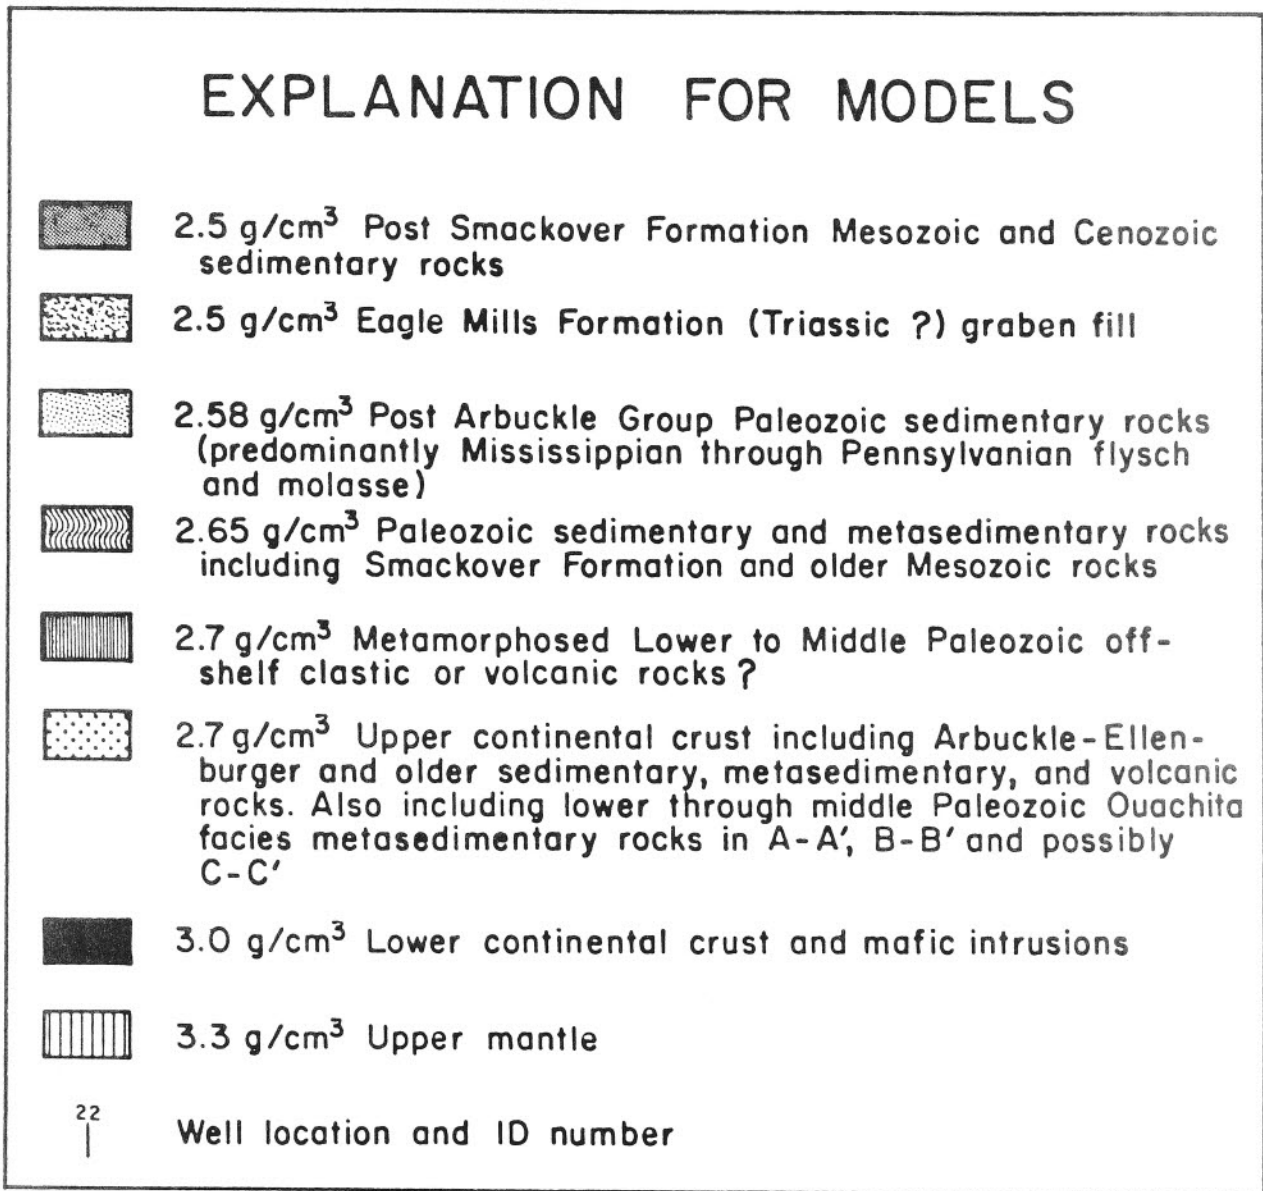 EXPLANATION FOR MODELS
2.5 g/cm³ Post Smackover Formation Mesozoic and Cenozoic
sedimentary rocks
2.5 g/cm³ Eagle Mills Formation (Triassic ?) graben fill
2.58 g/cm³ Post Arbuckle Group Paleozoic sedimentary rocks
(predominantly Mississippian through Pennsylvanian flysch
and molasse)
2.65 g/cm³ Paleozoic sedimentary and metasedimentary rocks
including Smackover Formation and older Mesozoic rocks
2.7 g/cm³ Metamorphosed Lower to Middle Paleozoic off-
shelf clastic or volcanic rocks ?
2.7 g/cm³ Upper continental crust including Arbuckle-Ellen-
burger and older sedimentary, metasedimentary, and volcanic
rocks. Also including lower through middle Paleozoic Ouachita
facies metasedimentary rocks in A-A', B-B' and possibly
C-C'
3.0 g/cm³ Lower continental crust and mafic intrusions
3.3 g/cm³ Upper mantle
22
Well location and ID number